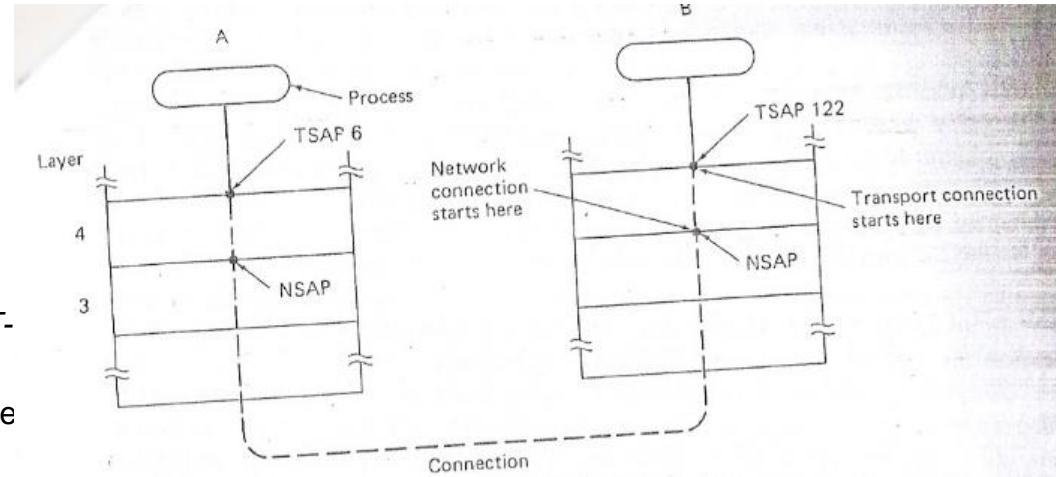 A
B
Process
TSAP 6
TSAP 122
Layer
Network
connection
starts here
Transport connection
starts here
4
NSAP
NSAP
3
T-
e
Connection